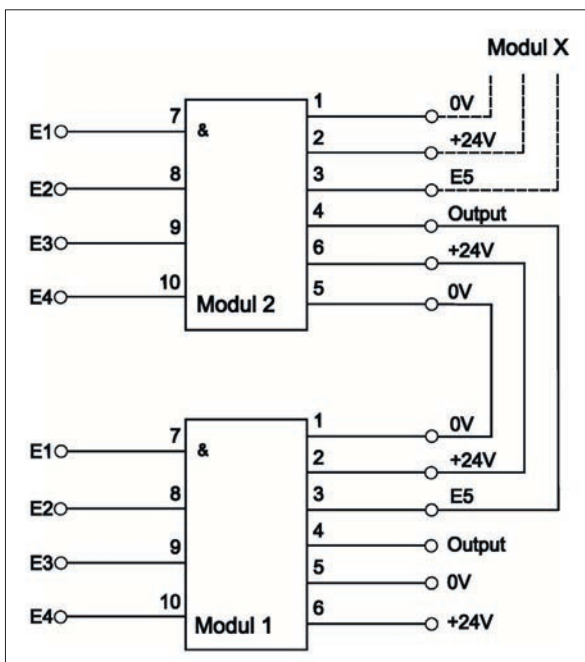 Modul X
1 0V
7 2 +24V
E1 &
8 3 E5
E2
9 4 Output
E3
6 +24V
10 5 0V
E4
Modul 2
1 0V
7 2 +24V
E1 &
8 3 E5
E2
9 4 Output
E3
5 0V
10 6 +24V
E4
Modul 1